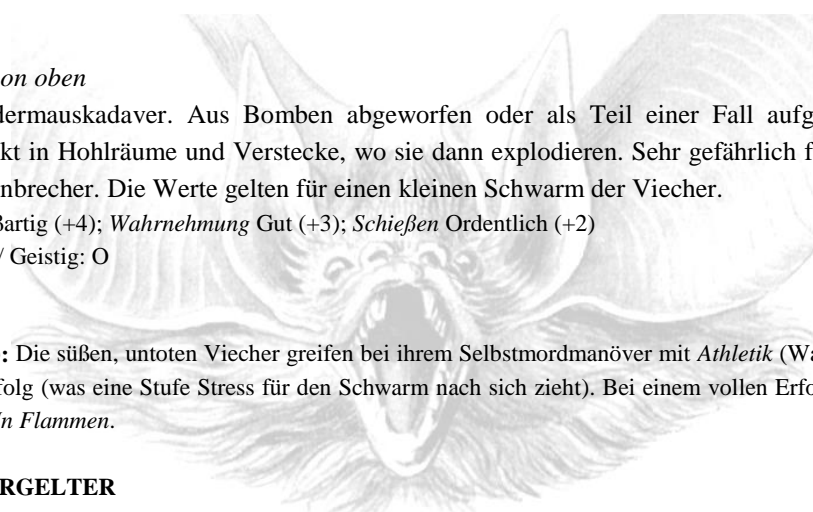 on oben
dermauskadaver. Aus Bomben abgeworfen oder als Teil einer Fall aufg
kt in Hohlräume und Verstecke, wo sie dann explodieren. Sehr gefährlich f
nbrecher. Die Werte gelten für einen kleinen Schwarm der Viecher.
ßartig (+4); Wahrnehmung Gut (+3); Schießen Ordentlich (+2)
/ Geistig: O
: Die süßen, untoten Viecher greifen bei ihrem Selbstmordmanöver mit Athletik (Wa
folg (was eine Stufe Stress für den Schwarm nach sich zieht). Bei einem vollen Erfo
In Flammen.
RGELTER